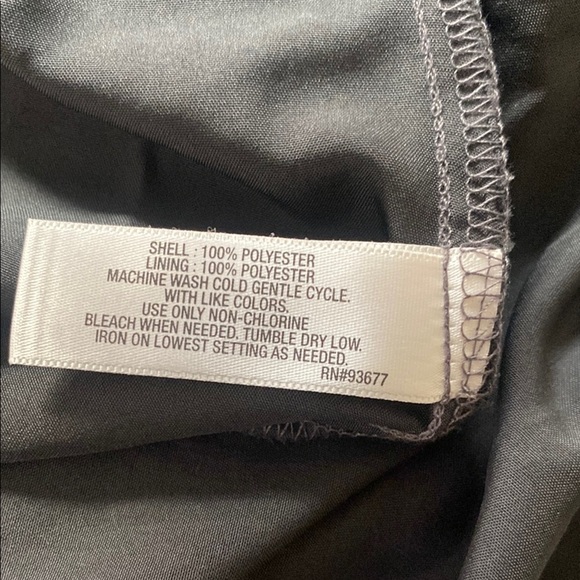 SHELL : 100% POLYESTER
LINING : 100% POLYESTER
MACHINE WASH COLD GENTLE CYCLE.
WITH LIKE COLORS.
USE ONLY NON-CHLORINE
BLEACH WHEN NEEDED. TUMBLE DRY LOW.
IRON ON LOWEST SETTING AS NEEDED.
RN#93677